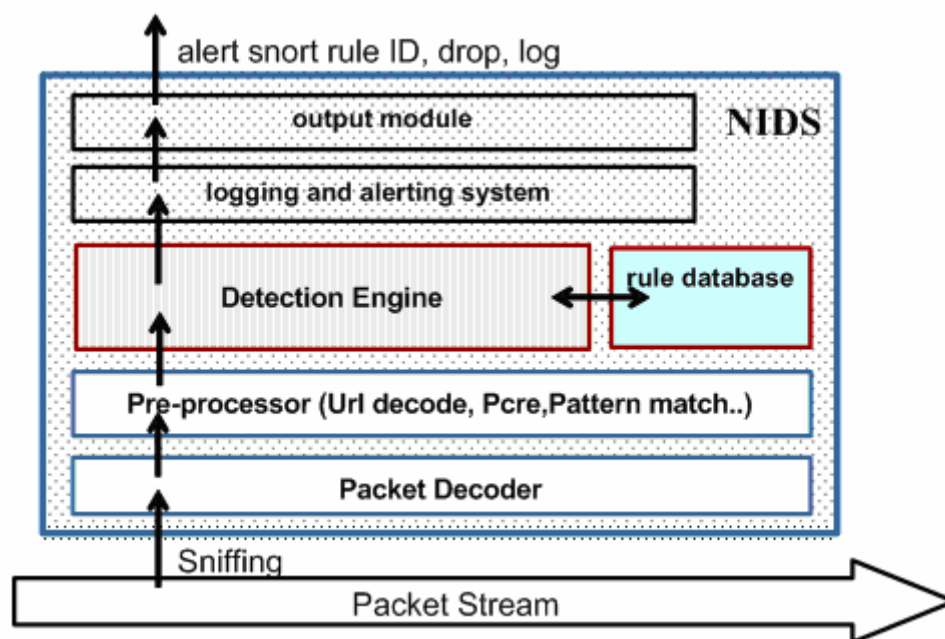 alert snort rule ID, drop, log
output module
NIDS
logging and alerting system
Detection Engine
rule database
Pre-processor (Url decode, Pcre,Pattern match..)
Packet Decoder
Sniffing
Packet Stream